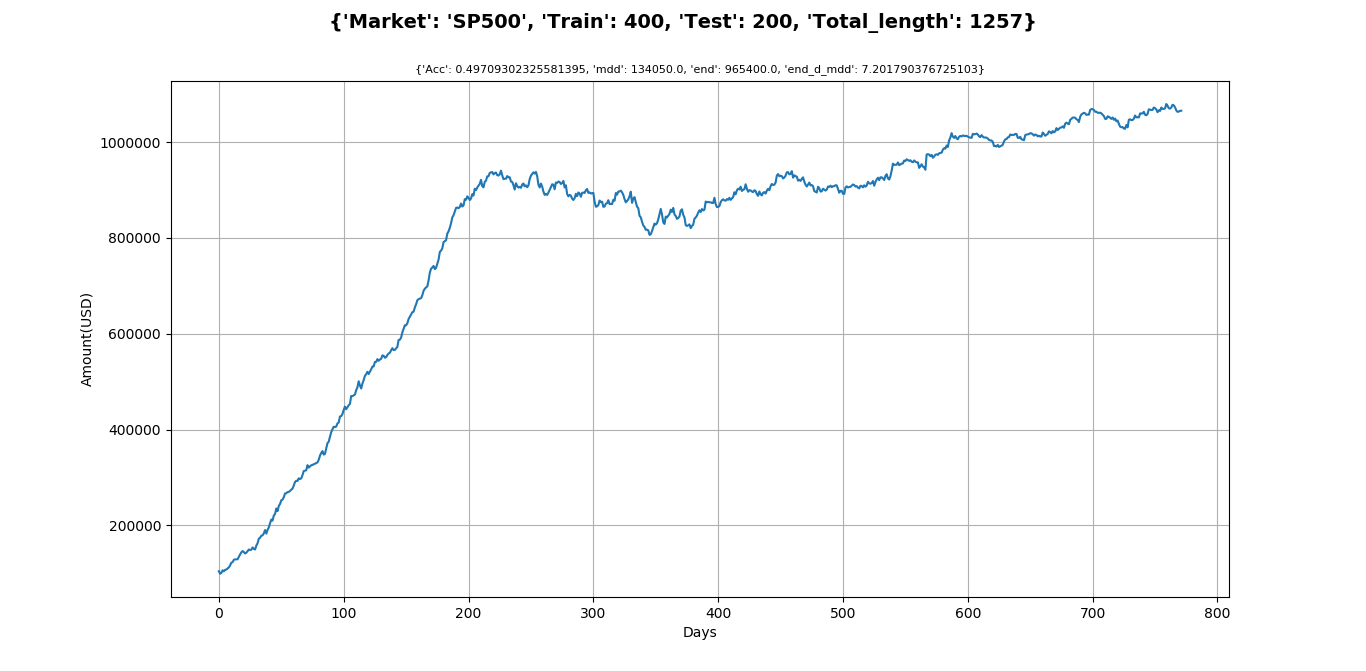 {'Market': 'SP500', 'Train': 400, 'Test': 200, 'Total_length': 1257}
{'Acc': 0.49709302325581395, 'mdd': 134050.0, 'end': 965400.0, 'end_d_mdd': 7.201790376725103}
1000000
800000
600000
400000
200000
Amount(USD)
0 100 200 300 400 500 600 700 800
Days